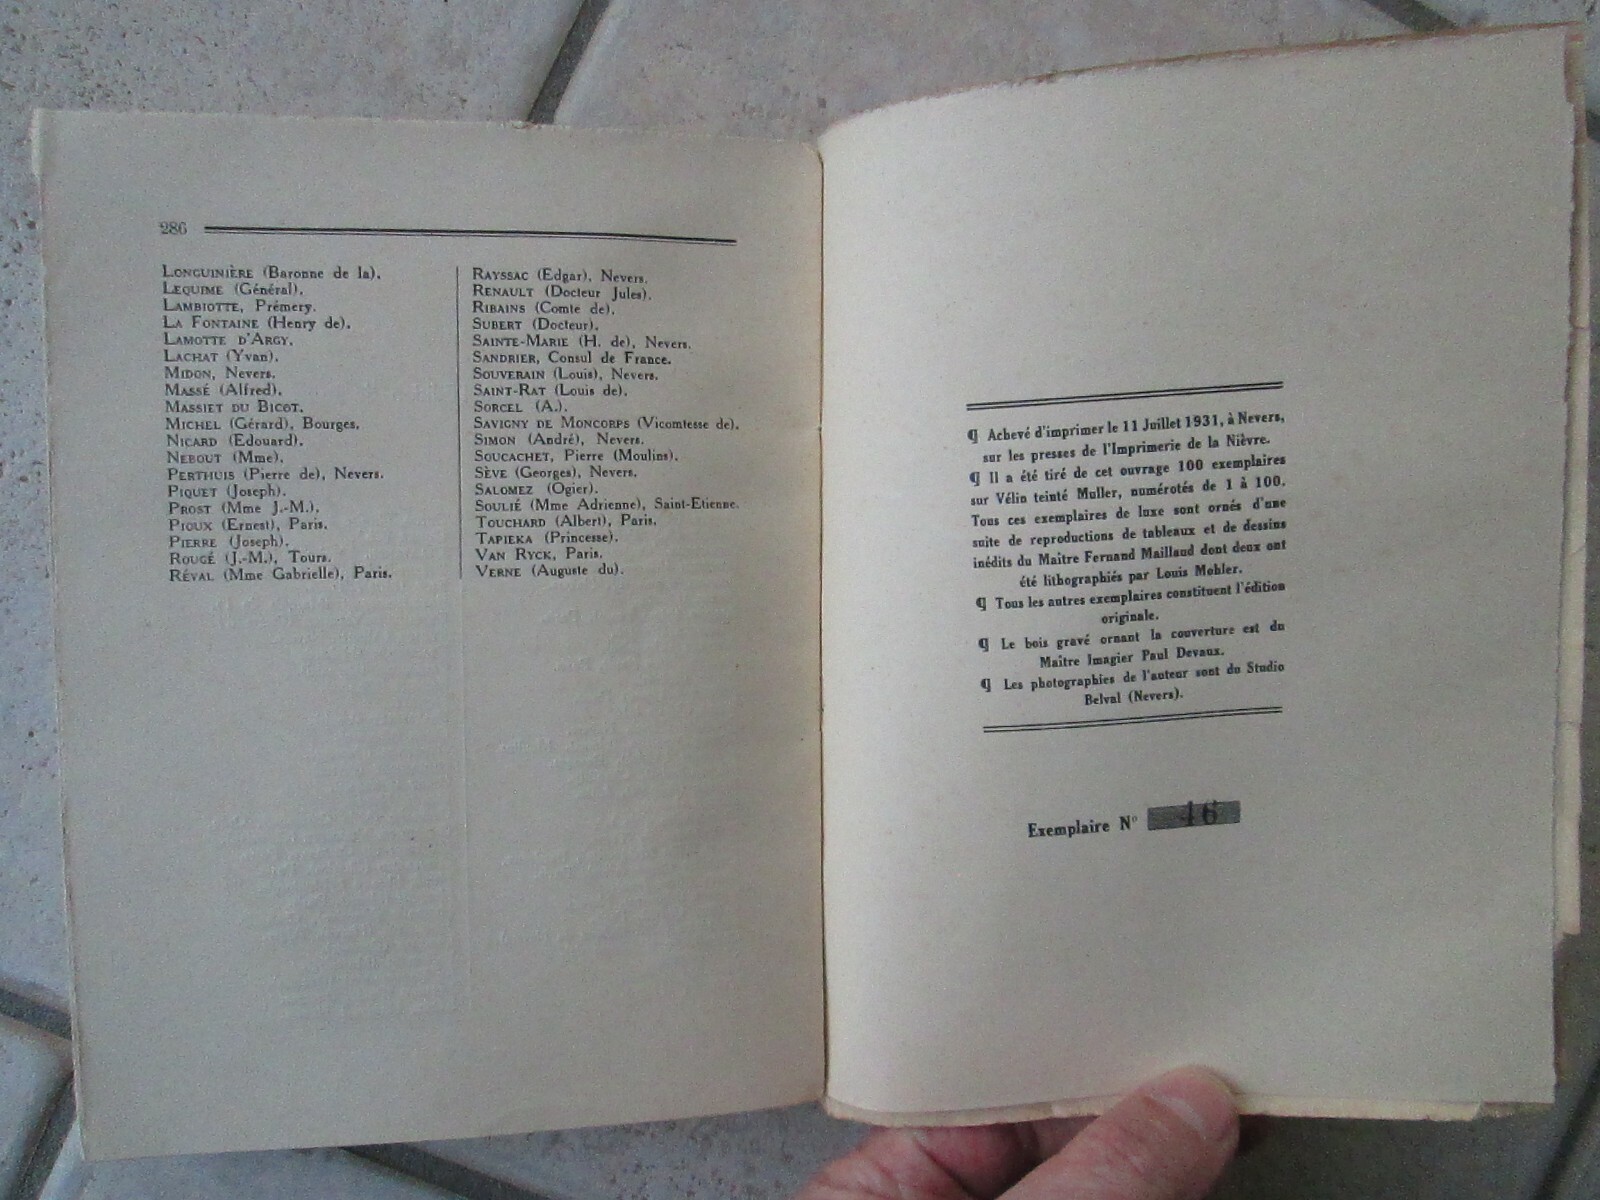 286
LONGUINIÈRE (Baronne de la).
LEQUIME (Général).
LAMBIOTTE, Prémery.
LA FONTAINE (Henry de).
LAMOTTE D'ARGY.
LACHAT (Yvan).
MIDON, Nevers.
MASSÉ (Alfred).
MASSIET DU BICOT.
MICHEL (Gérard), Bourges.
NICARD (Edouard).
NEBOUT (Mme).
PERTHUIS (Pierre de), Nevers.
PIQUET (Joseph).
PROST (Mme J.-M.).
PIOUX (Ernest), Paris.
PIERRE (Joseph).
ROUGÉ (J.-M.), Tours.
RÉVAL (Mme Gabrielle), Paris.
RAYSSAC (Edgar), Nevers.
RENAULT (Docteur Jules).
RIBAINS (Comte de).
SUBERT (Docteur).
SAINTE-MARIE (H. de), Nevers.
SANDRIER, Consul de France.
SOUVERAIN (Louis), Nevers.
SAINT-RAT (Louis de).
SORCEL (A.).
SAVIGNY DE MONCORPS (Vicomtesse de).
SIMON (André), Nevers.
SOUCACHET, Pierre (Moulins).
SÈVE (Georges), Nevers.
SALOMEZ (Ogier).
SOULIÉ (Mme Adrienne), Saint-Etienne.
TOUCHARD (Albert), Paris.
TAPIEKA (Princesse).
VAN RYCK, Paris.
VERNE (Auguste du).
¶ Achevé d'imprimer le 11 Juillet 1931, à Nevers,
sur les presses de l'Imprimerie de la Nièvre.
¶ Il a été tiré de cet ouvrage 100 exemplaires
sur Vélin teinté Muller, numérotés de 1 à 100.
Tous ces exemplaires de luxe sont ornés d'une
suite de reproductions de tableaux et de dessins
inédits du Maître Fernand Maillaud dont deux ont
été lithographiés par Louis Mohler.
¶ Tous les autres exemplaires constituent l'édition
originale.
¶ Le bois gravé ornant la couverture est du
Maître Imagier Paul Devaux.
¶ Les photographies de l'auteur sont du Studio
Belval (Nevers).
Exemplaire N° 46